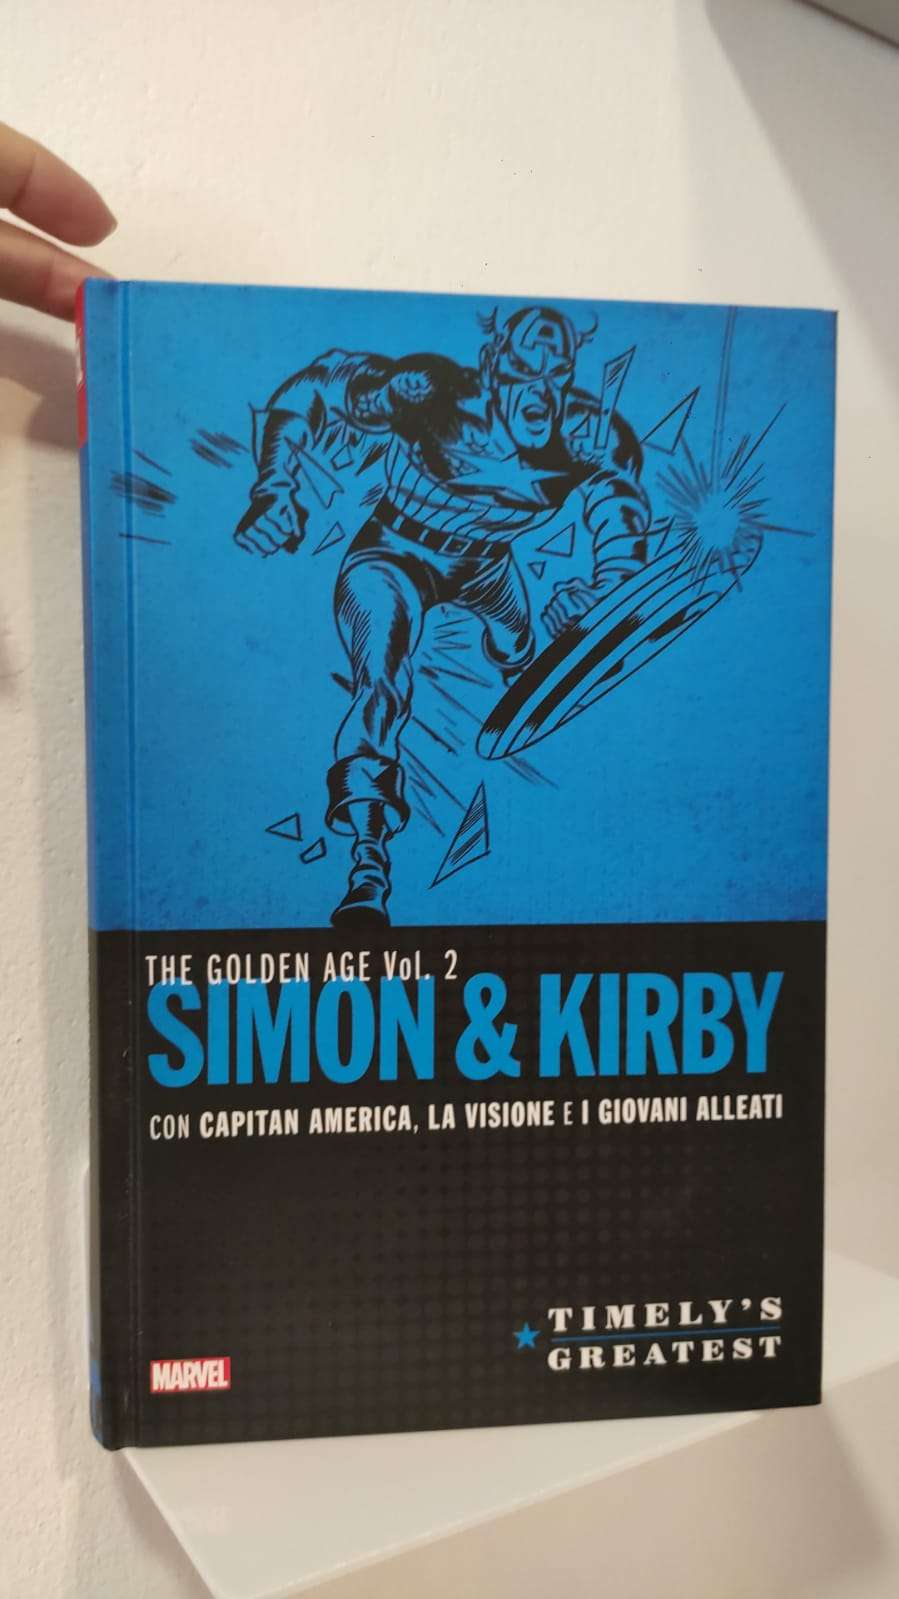 THE GOLDEN AGE Vol. 2
SIMON & KIRBY
CON CAPITAN AMERICA, LA VISIONE E I GIOVANI ALLEATI
TIMELY'S
GREATEST
MARVEL
A